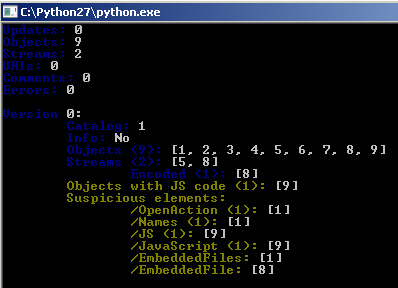 C:\Python27\python.exe
Updates: 0
Objects: 9
Streams: 2
URIs: 0
Comments: 0
Errors: 0
Version 0:
Catalog: 1
Info: No
Objects (9): [1, 2, 3, 4, 5, 6, 7, 8, 9]
Streams (2): [5, 8]
Encoded (1): [8]
Objects with JS code (1): [9]
Suspicious elements:
/OpenAction (1): [1]
/Names (1): [1]
/JS (1): [9]
/JavaScript (1): [9]
/EmbeddedFiles: [1]
/EmbeddedFile: [8]